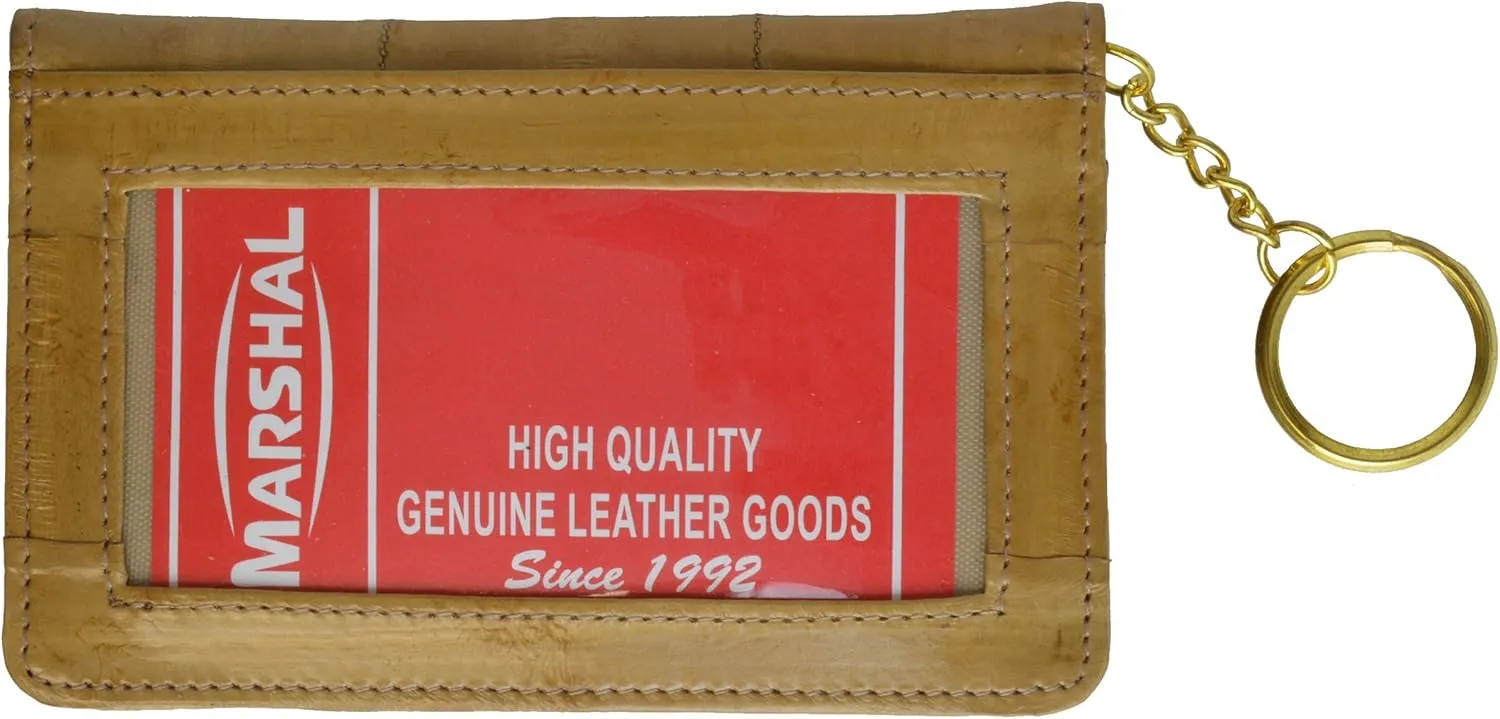 MARSHAL
HIGH QUALITY
GENUINE LEATHER GOODS
Since 1992